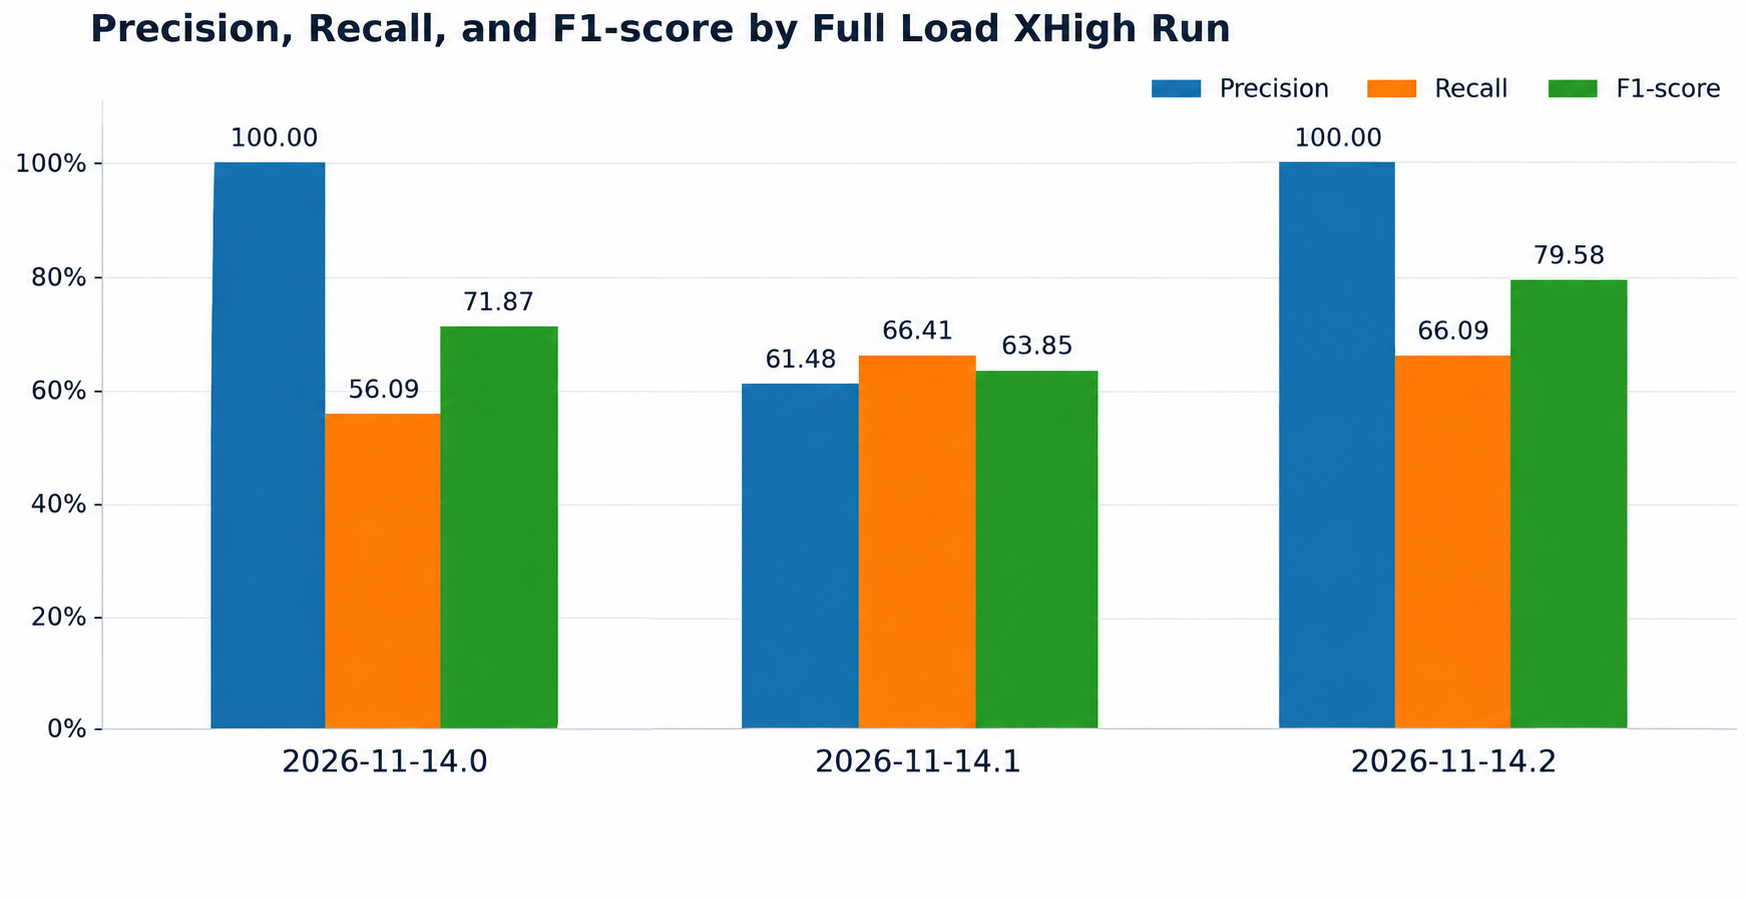 Precision, Recall, and F1-score by Full Load XHigh Run
Precision Recall F1-score
100.00 56.09 71.87
61.48 66.41 63.85
100.00 66.09 79.58
100%
80%
60%
40%
20%
0%
2026-11-14.0 2026-11-14.1 2026-11-14.2